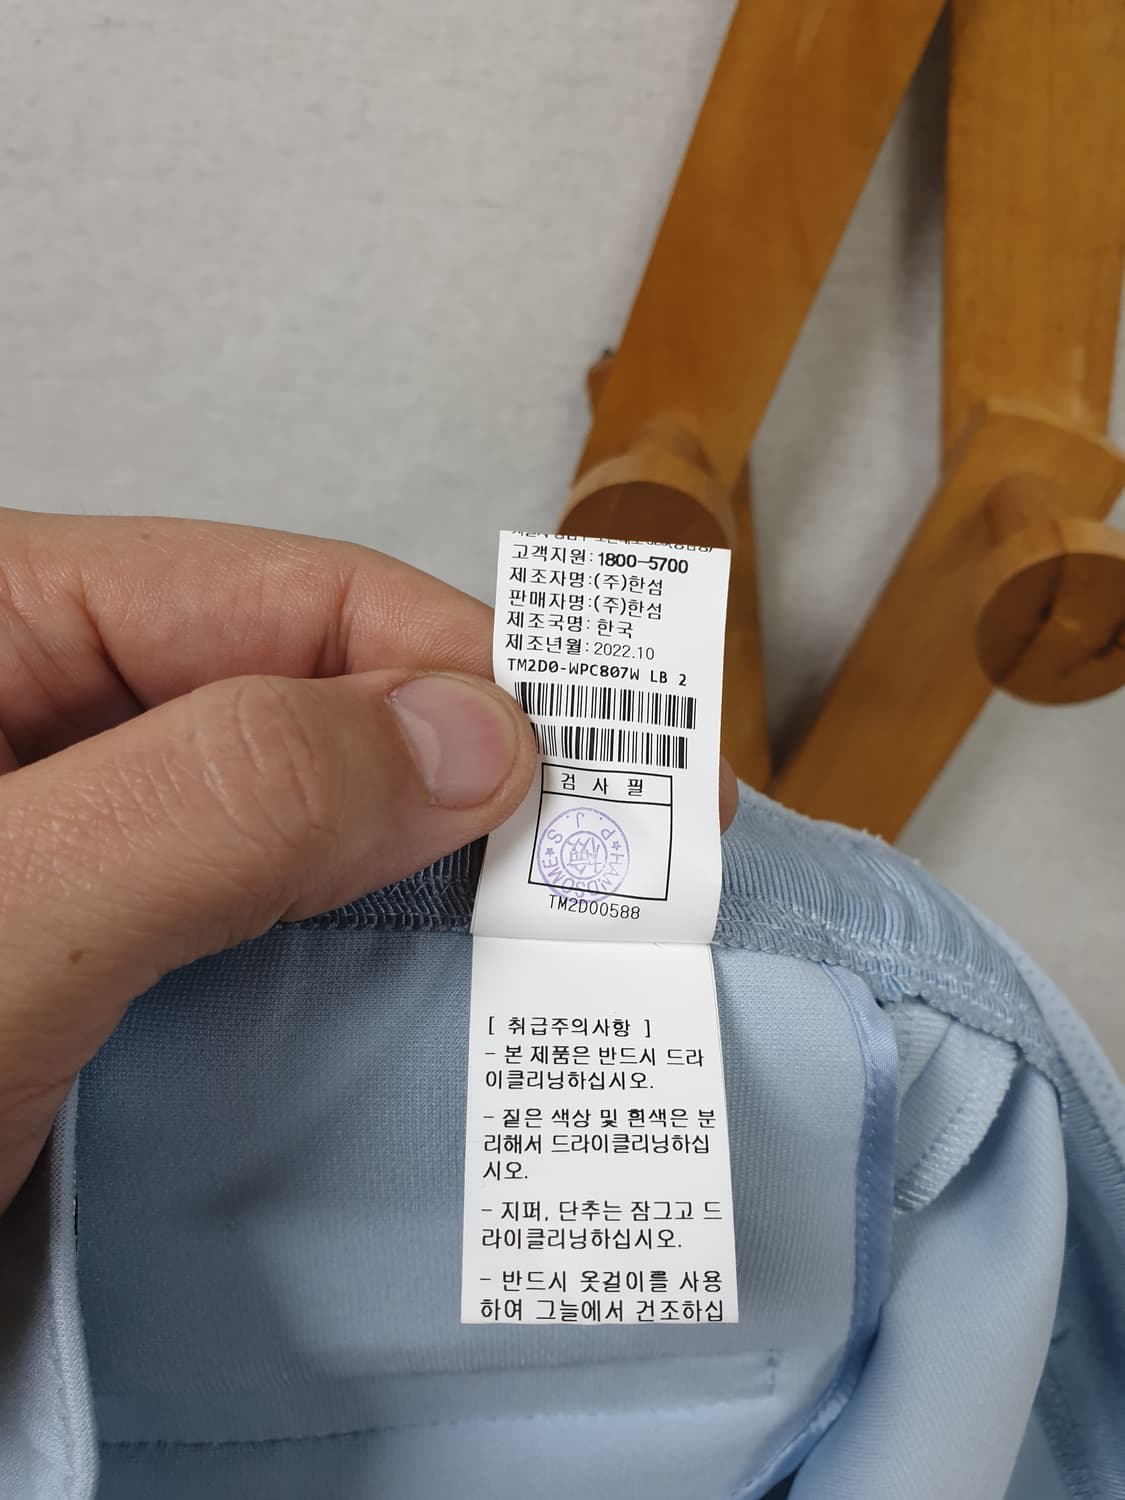 고객지원: 1800-5700
제조자명:(주)한섬
판매자명:(주)한섬
제조국명: 한국
제조년월: 2022.10
TM2D0-WPC807W LB 2
검 사 필
HANDSOME ★ S P. J. ★
檢
TM2D00588
[ 취급주의사항 ]
- 본 제품은 반드시 드라
이클리닝하십시오.
- 짙은 색상 및 흰색은 분
리해서 드라이클리닝하십
시오.
- 지퍼, 단추는 잠그고 드
라이클리닝하십시오.
- 반드시 옷걸이를 사용
하여 그늘에서 건조하십